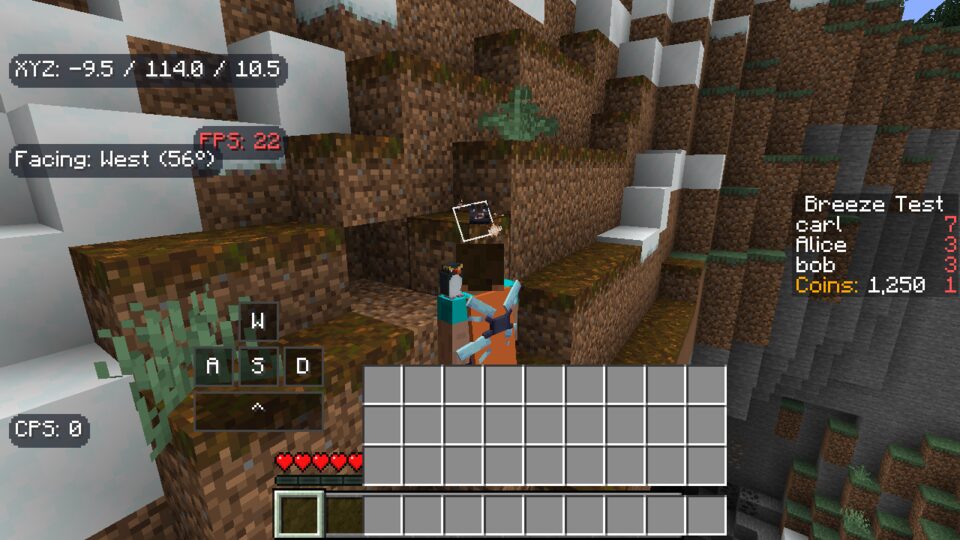 XYZ: -9.5 / 114.0 / 10.5
FPS: 22
Facing: West (56º)
Breeze Test
carl 7
Alice 3
bob 3
Coins: 1,250 1
W
A S D
^
CPS: 0